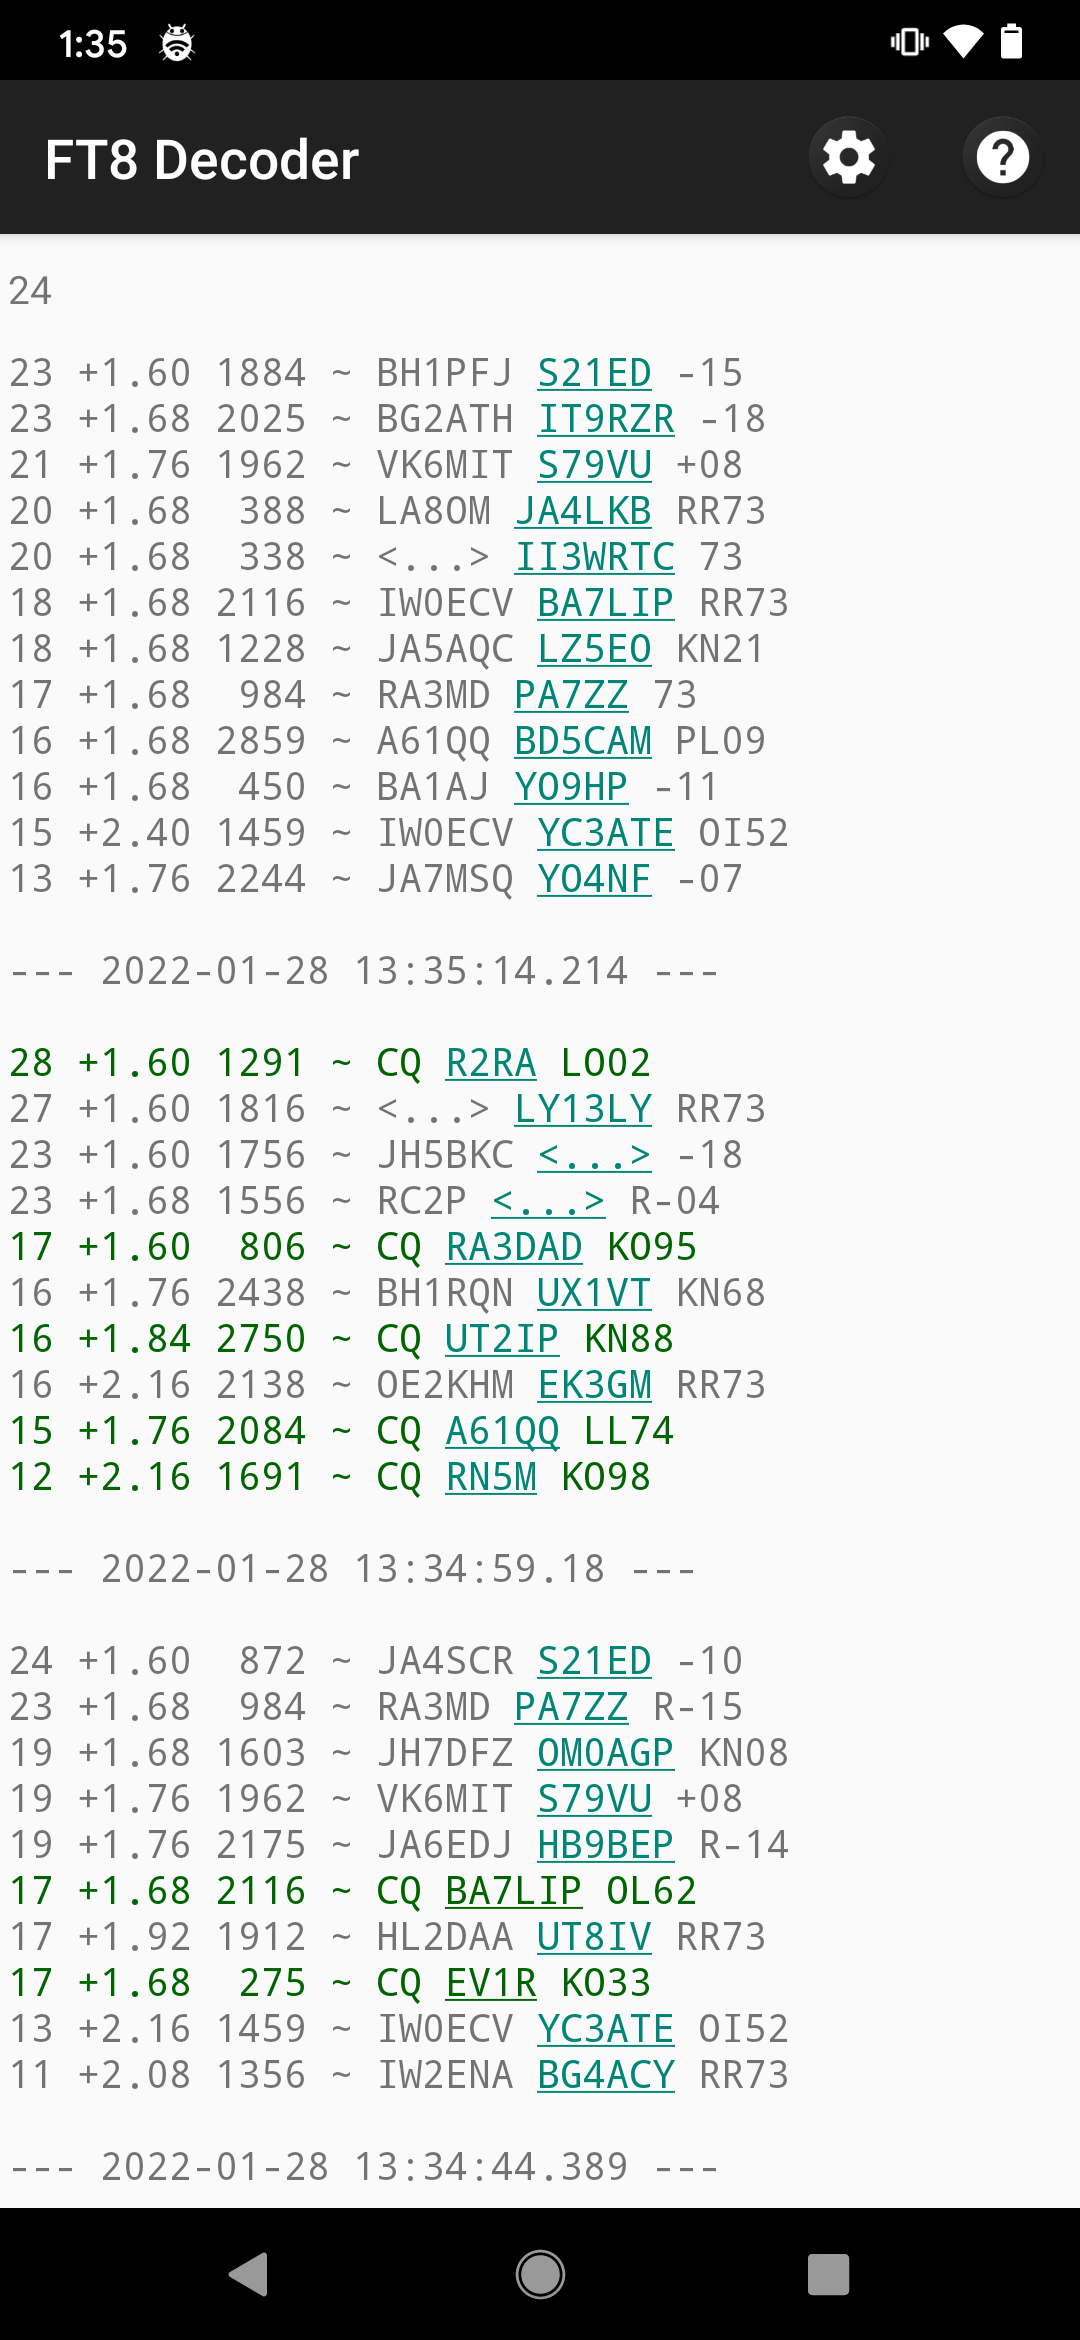 1:35
FT8 Decoder
24
23 +1.60 1884 ~ BH1PFJ S21ED -15
23 +1.68 2025 ~ BG2ATH IT9RZR -18
21 +1.76 1962 ~ VK6MIT S79VU +08
20 +1.68  388 ~ LA8OM JA4LKB RR73
20 +1.68  338 ~ <...> II3WRTC 73
18 +1.68 2116 ~ IW0ECV BA7LIP RR73
18 +1.68 1228 ~ JA5AQC LZ5EO KN21
17 +1.68  984 ~ RA3MD PA7ZZ 73
16 +1.68 2859 ~ A61QQ BD5CAM PL09
16 +1.68  450 ~ BA1AJ YO9HP -11
15 +2.40 1459 ~ IW0ECV YC3ATE OI52
13 +1.76 2244 ~ JA7MSQ YO4NF -07
--- 2022-01-28 13:35:14.214 ---
28 +1.60 1291 ~ CQ R2RA LO02
27 +1.60 1816 ~ <...> LY13LY RR73
23 +1.60 1756 ~ JH5BKC <...> -18
23 +1.68 1556 ~ RC2P <...> R-04
17 +1.60  806 ~ CQ RA3DAD KO95
16 +1.76 2438 ~ BH1RQN UX1VT KN68
16 +1.84 2750 ~ CQ UT2IP KN88
16 +2.16 2138 ~ OE2KHM EK3GM RR73
15 +1.76 2084 ~ CQ A61QQ LL74
12 +2.16 1691 ~ CQ RN5M KO98
--- 2022-01-28 13:34:59.18 ---
24 +1.60  872 ~ JA4SCR S21ED -10
23 +1.68  984 ~ RA3MD PA7ZZ R-15
19 +1.68 1603 ~ JH7DFZ OM0AGP KN08
19 +1.76 1962 ~ VK6MIT S79VU +08
19 +1.76 2175 ~ JA6EDJ HB9BEP R-14
17 +1.68 2116 ~ CQ BA7LIP OL62
17 +1.92 1912 ~ HL2DAA UT8IV RR73
17 +1.68  275 ~ CQ EV1R KO33
13 +2.16 1459 ~ IW0ECV YC3ATE OI52
11 +2.08 1356 ~ IW2ENA BG4ACY RR73
--- 2022-01-28 13:34:44.389 ---